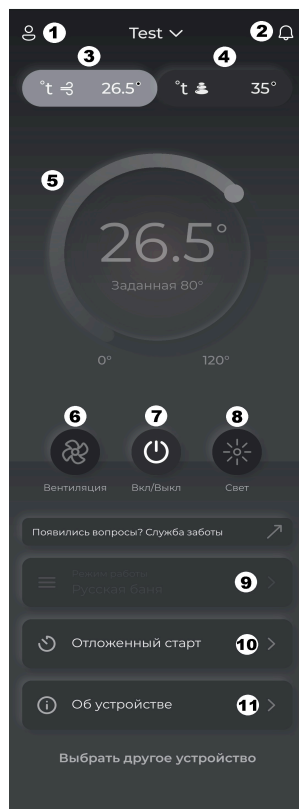 1 Test 2
3 4
°t 26.5° °t 35°
5
26.5°
Заданная 80°
0° 120°
6 7 8
Вентиляция Вкл/Выкл Свет
Появились вопросы? Служба заботы
Режим работы
Русская баня 9
Отложенный старт 10
Об устройстве 11
Выбрать другое устройство